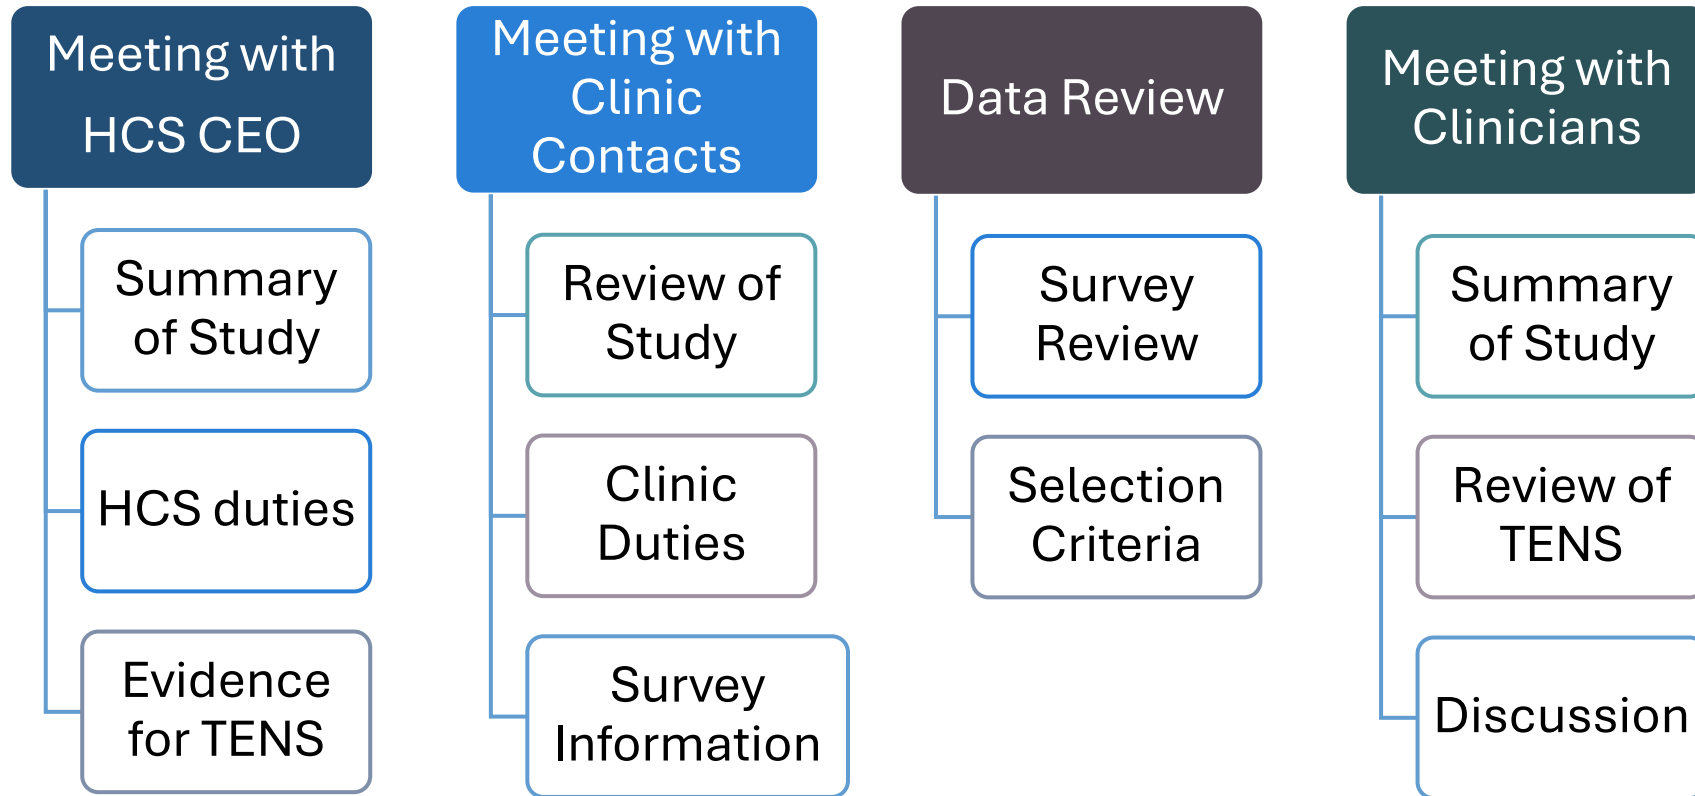 Meeting with
HCS CEO
Summary
of Study
HCS duties
Evidence
for TENS
Meeting with
Clinic
Contacts
Review of
Study
Clinic
Duties
Survey
Information
Data Review
Survey
Review
Selection
Criteria
Meeting with
Clinicians
Summary
of Study
Review of
TENS
Discussion